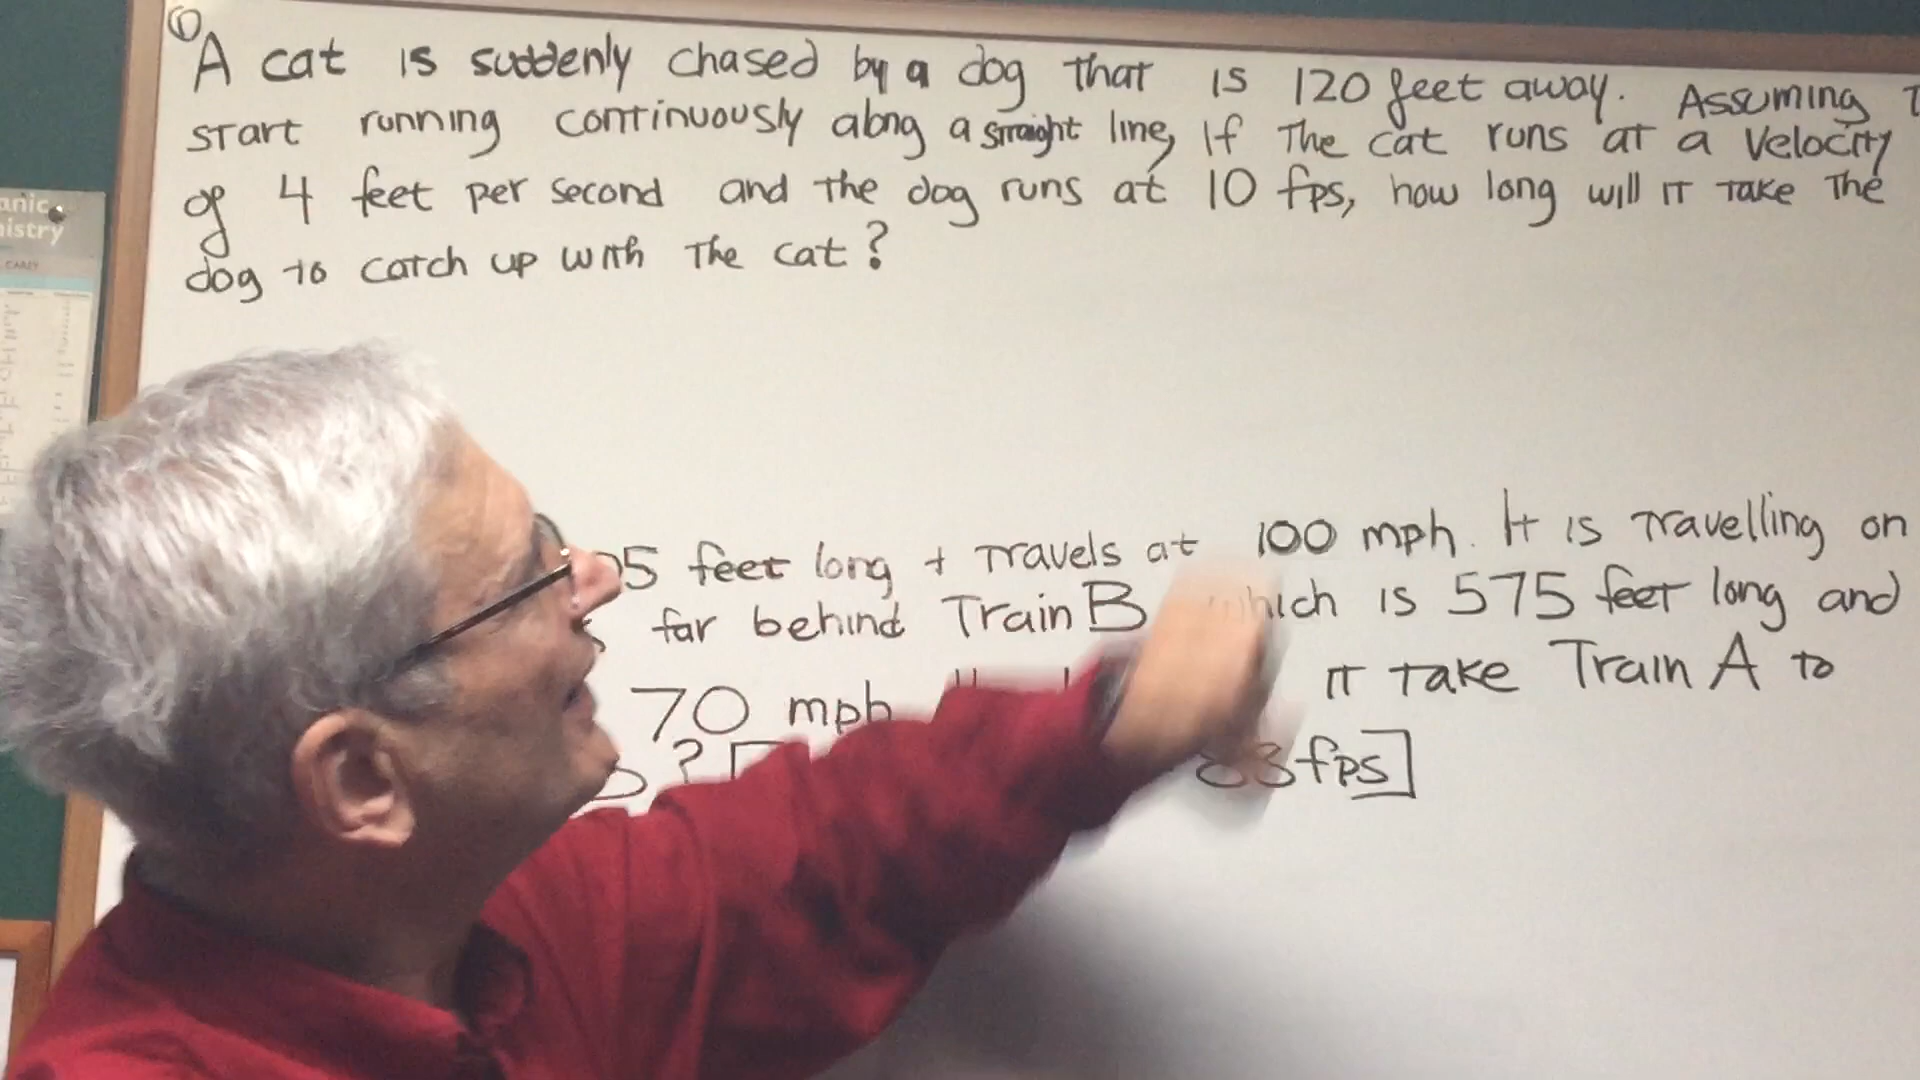 ①
A cat is suddenly chased by a dog that is 120 feet away. Assuming
start running continuously along a straight line, If The cat runs at a velocity
of 4 feet per second and the dog runs at 10 fps, how long will it take The
dog to catch up with The cat?
5 feet long + Travels at 100 mph. It is Travelling on
far behind Train B which is 575 feet long and
70 mph it take Train A to
? fps]
anic
istry
CAREY